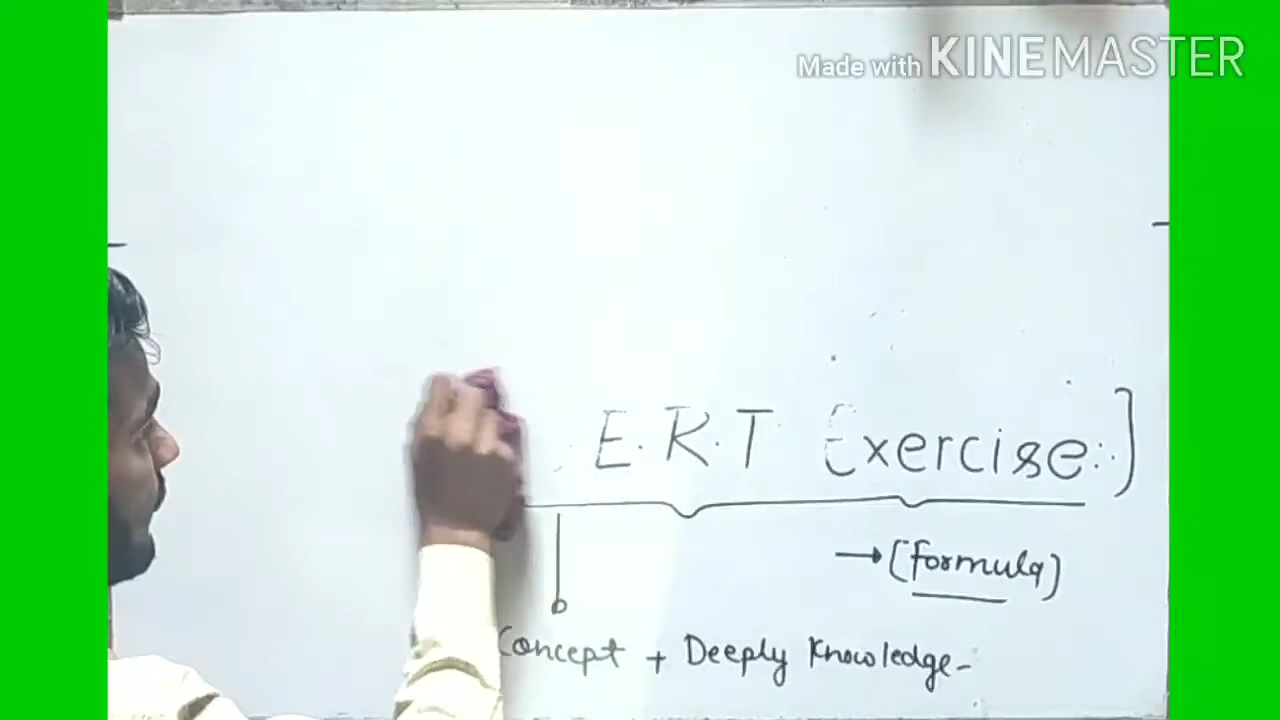 Made with KINEMASTER
E.R.T Exercise:.]
→ [formula]
Concept + Deeply Knowledge-